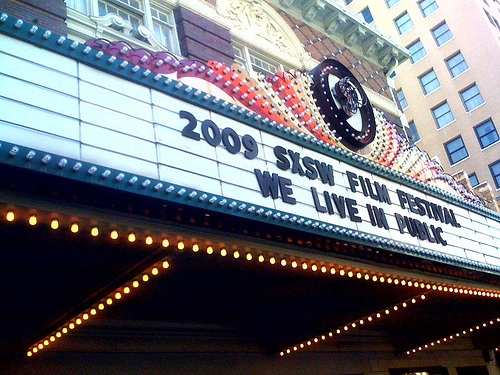 2009 SXSW FILM FESTIVAL
WE LIVE IN PUBLIC